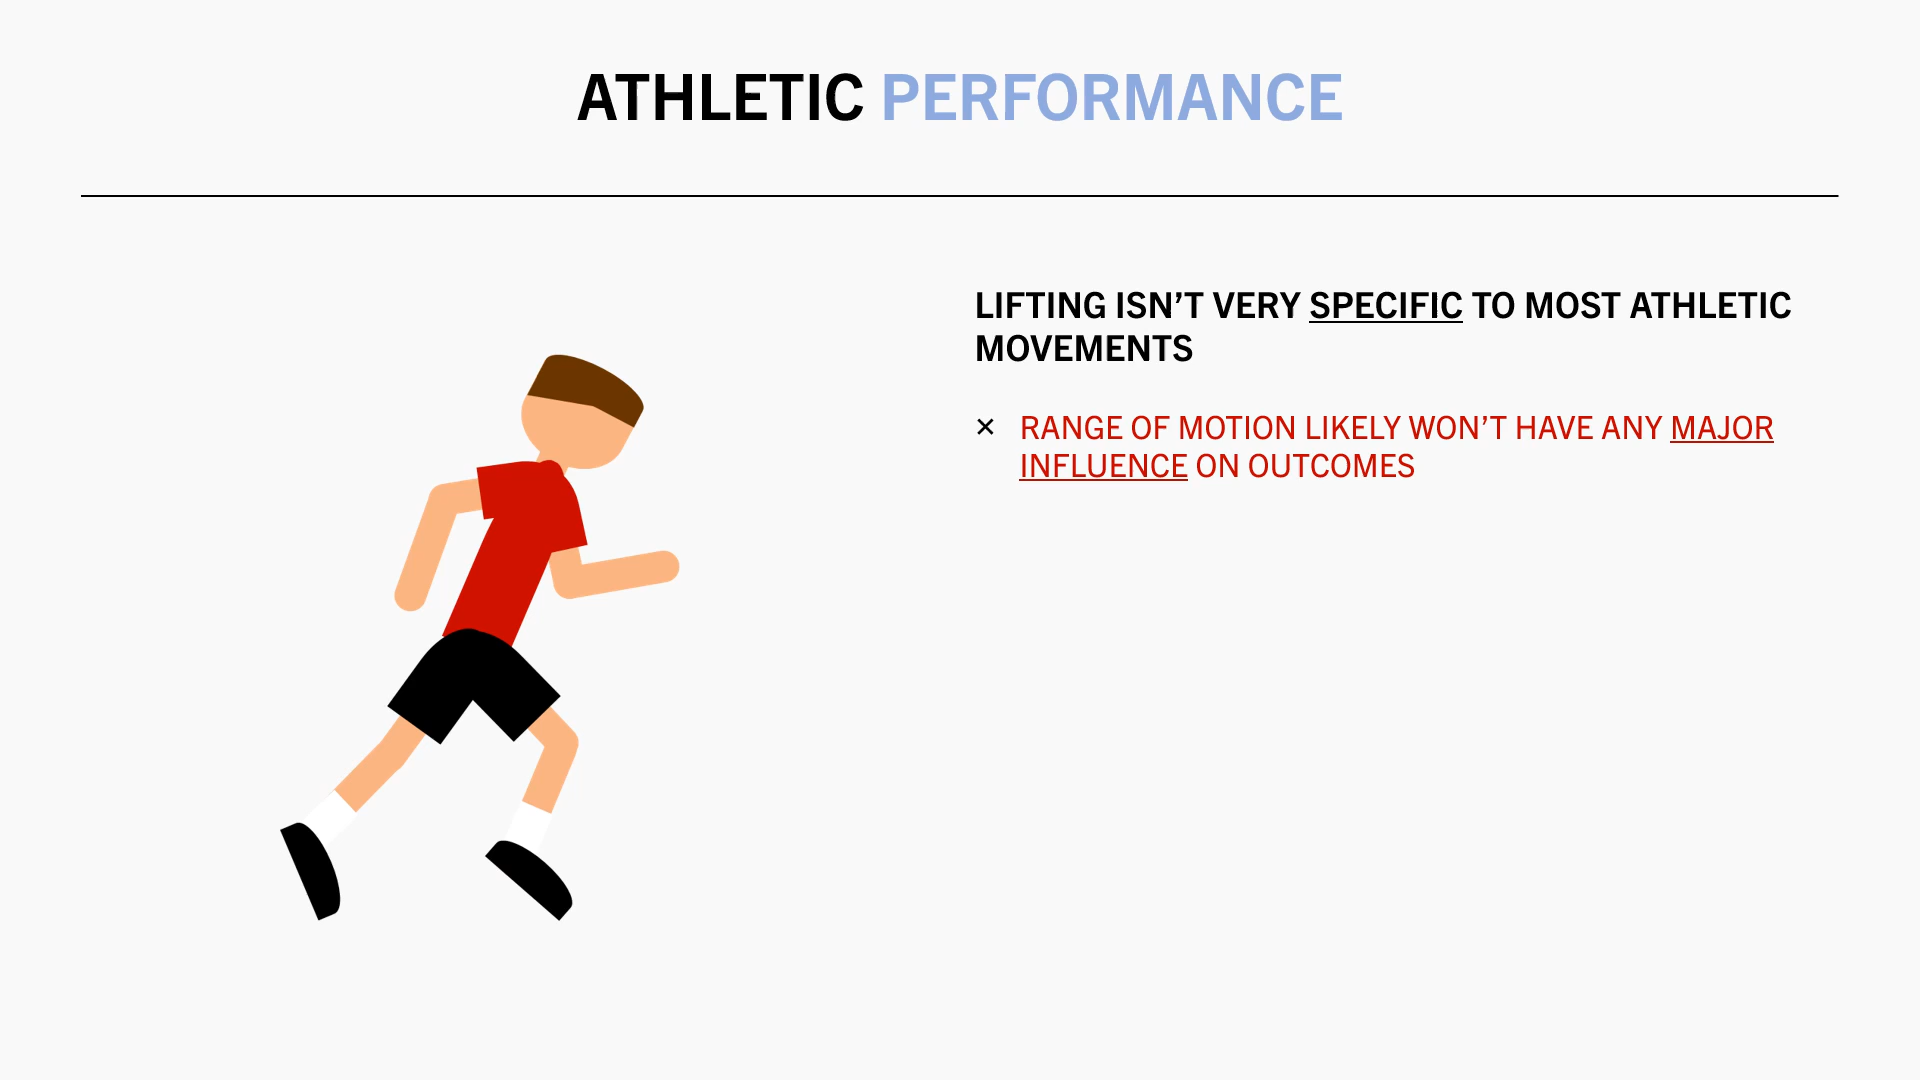 ATHLETIC PERFORMANCE
LIFTING ISN’T VERY SPECIFIC TO MOST ATHLETIC
MOVEMENTS
× RANGE OF MOTION LIKELY WON’T HAVE ANY MAJOR
INFLUENCE ON OUTCOMES